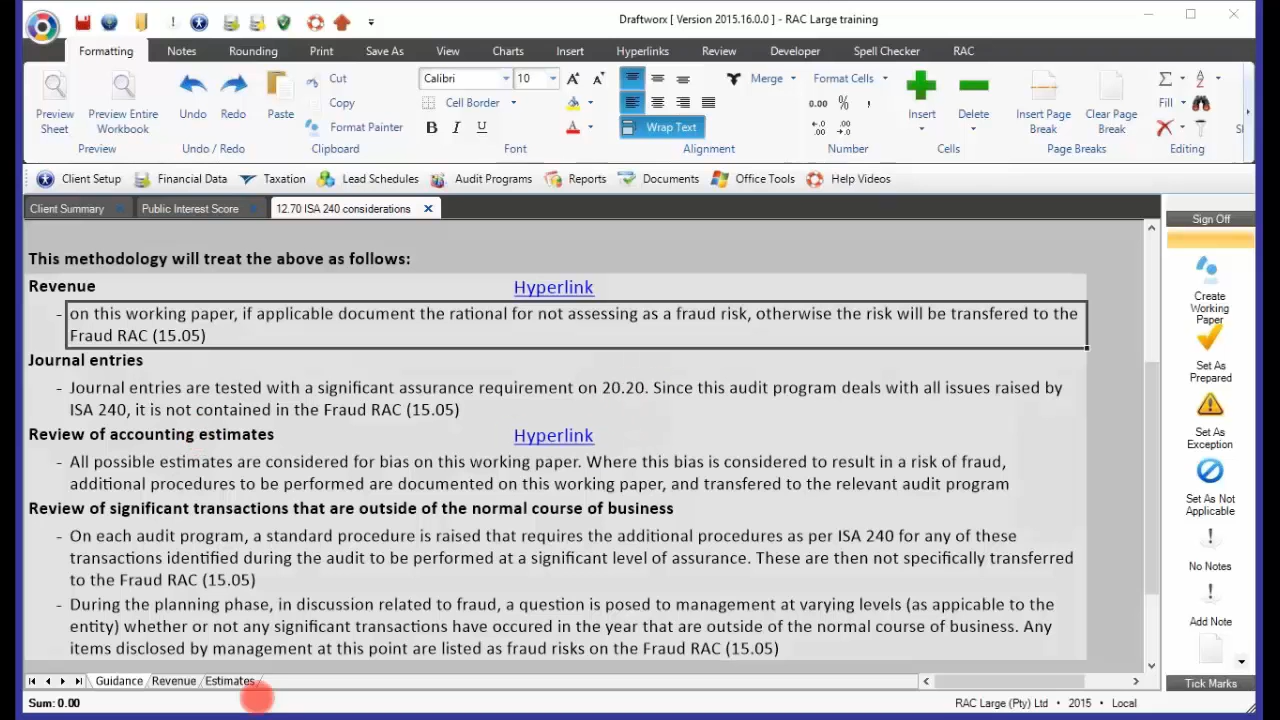 Draftworx [ Version 2015.16.0.0 ] - RAC Large training
Formatting Notes Rounding Print Save As View Charts Insert Hyperlinks Review Developer Spell Checker RAC
Preview Sheet
Preview Entire Workbook
Preview
Undo
Redo
Undo / Redo
Paste
Cut
Copy
Format Painter
Clipboard
Calibri 10
Cell Border
B I U
Font
Merge
Wrap Text
Alignment
Format Cells
0.00 % ,
Number
Insert
Delete
Cells
Insert Page Break
Clear Page Break
Page Breaks
Fill
Editing
Client Setup Financial Data Taxation Lead Schedules Audit Programs Reports Documents Office Tools Help Videos
Client Summary Public Interest Score 12.70 ISA 240 considerations
This methodology will treat the above as follows:
Revenue Hyperlink
- on this working paper, if applicable document the rational for not assessing as a fraud risk, otherwise the risk will be transfered to the
Fraud RAC (15.05)
Journal entries
- Journal entries are tested with a significant assurance requirement on 20.20. Since this audit program deals with all issues raised by
ISA 240, it is not contained in the Fraud RAC (15.05)
Review of accounting estimates Hyperlink
- All possible estimates are considered for bias on this working paper. Where this bias is considered to result in a risk of fraud,
additional procedures to be performed are documented on this working paper, and transfered to the relevant audit program
Review of significant transactions that are outside of the normal course of business
- On each audit program, a standard procedure is raised that requires the additional procedures as per ISA 240 for any of these
transactions identified during the audit to be performed at a significant level of assurance. These are then not specifically transferred
to the Fraud RAC (15.05)
- During the planning phase, in discussion related to fraud, a question is posed to management at varying levels (as appicable to the
entity) whether or not any significant transactions have occured in the year that are outside of the normal course of business. Any
items disclosed by management at this point are listed as fraud risks on the Fraud RAC (15.05)
Sign Off
Create Working Paper
Set As Prepared
Set As Exception
Set As Not Applicable
No Notes
Add Note
Tick Marks
Guidance Revenue Estimates
Sum: 0.00
RAC Large (Pty) Ltd • 2015 • Local